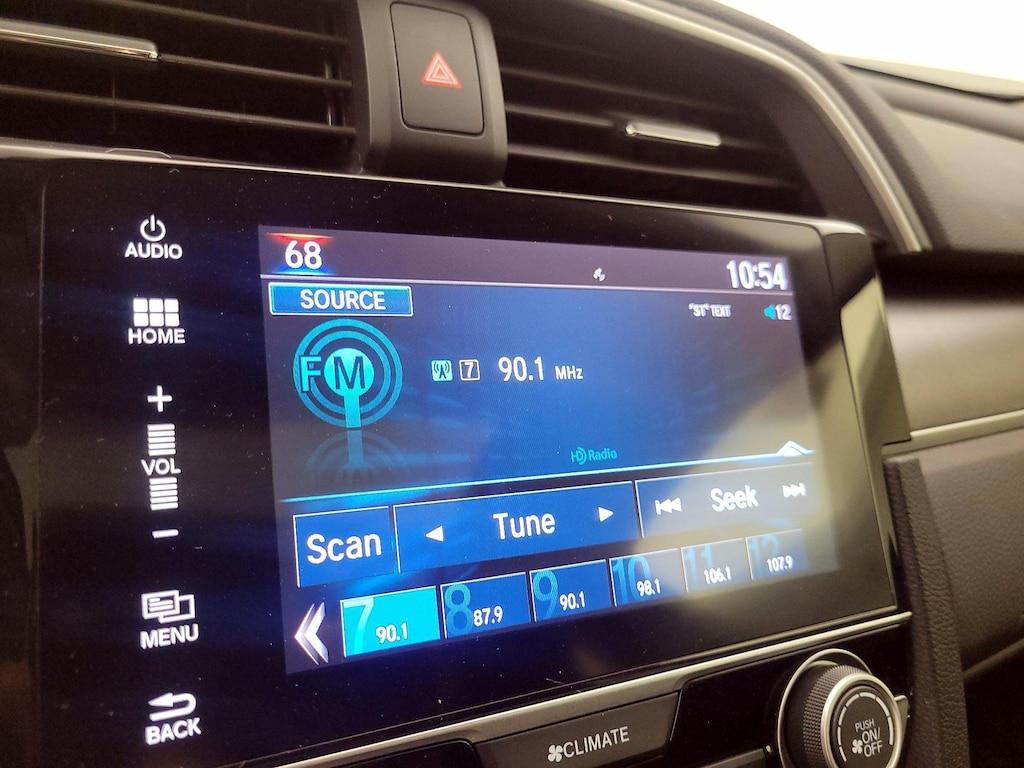 AUDIO
68
10:54
SOURCE
"ST" TEXT
12
HOME
FM
7
90.1 MHz
HD Radio
VOL
Scan
Tune
Seek
7 90.1
8 87.9
9 90.1
10 98.1
11 106.1
12 107.9
MENU
BACK
CLIMATE
PUSH
ON/
OFF